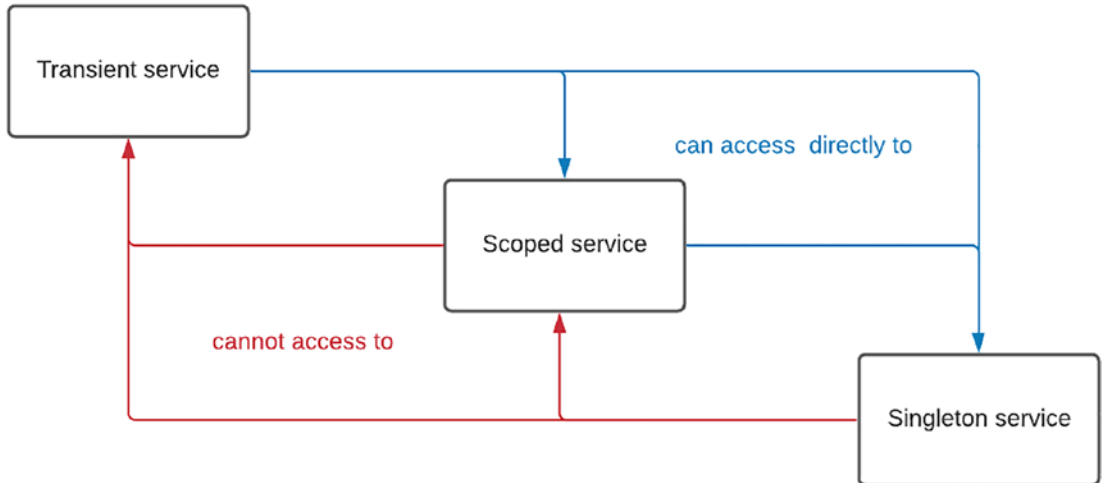 Transient service
can access directly to
Scoped service
cannot access to
Singleton service